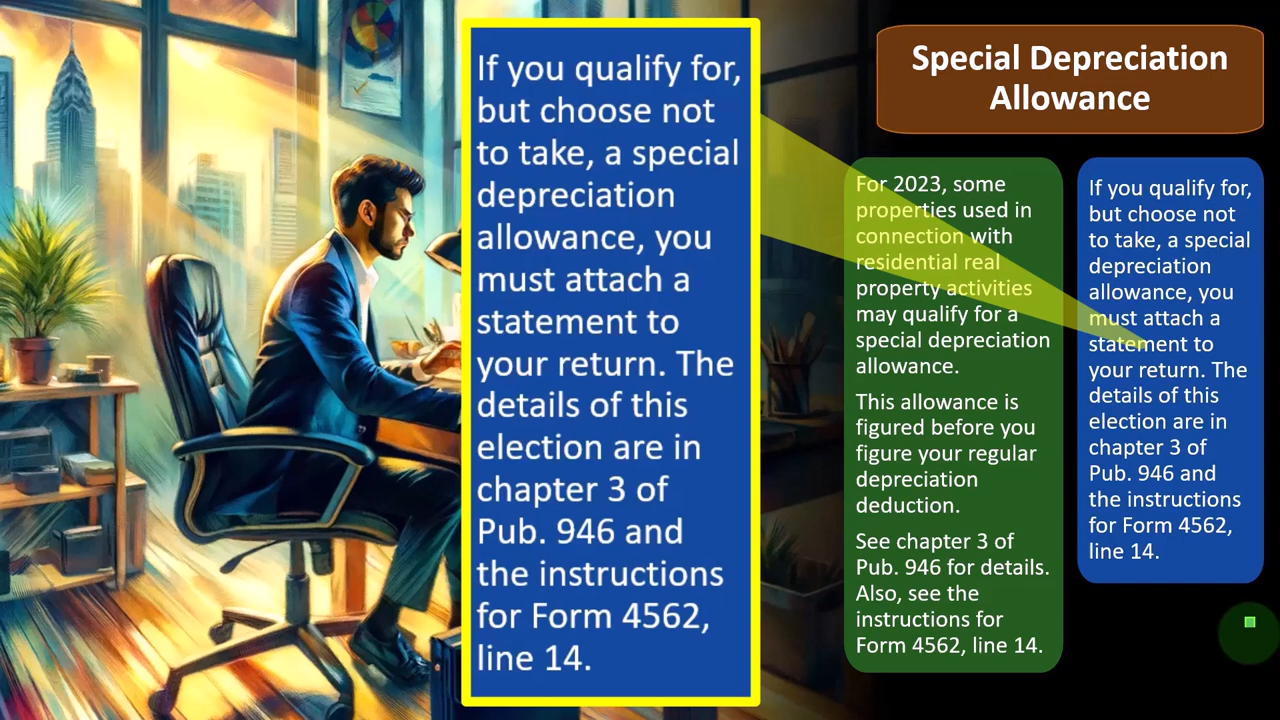 If you qualify for,
but choose not
to take, a special
depreciation
allowance, you
must attach a
statement to
your return. The
details of this
election are in
chapter 3 of
Pub. 946 and
the instructions
for Form 4562,
line 14.
Special Depreciation
Allowance
For 2023, some
properties used in
connection with
residential real
property activities
may qualify for a
special depreciation
allowance.
This allowance is
figured before you
figure your regular
depreciation
deduction.
See chapter 3 of
Pub. 946 for details.
Also, see the
instructions for
Form 4562, line 14.
If you qualify for,
but choose not
to take, a special
depreciation
allowance, you
must attach a
statement to
your return. The
details of this
election are in
chapter 3 of
Pub. 946 and
the instructions
for Form 4562,
line 14.